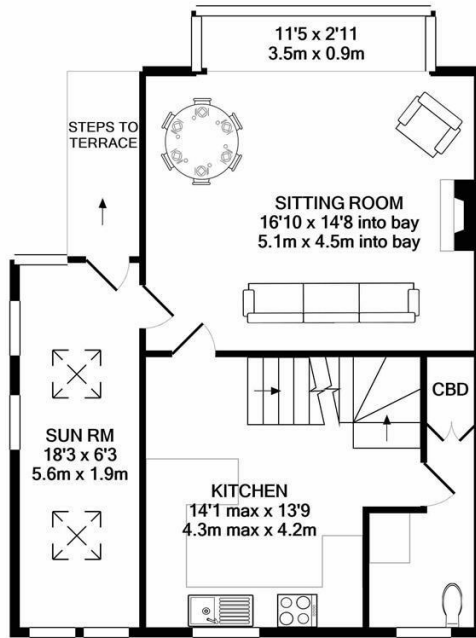 11'5 x 2'11
3.5m x 0.9m
STEPS TO
TERRACE
SITTING ROOM
16'10 x 14'8 into bay
5.1m x 4.5m into bay
CBD
SUN RM
18'3 x 6'3
5.6m x 1.9m
KITCHEN
14'1 max x 13'9
4.3m max x 4.2m